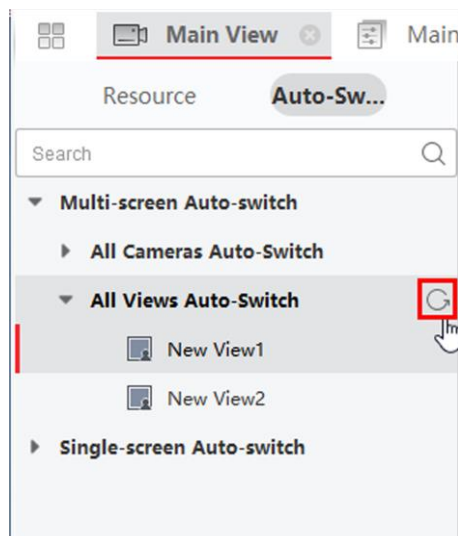 Main View Main
Resource Auto-Sw...
Search
Multi-screen Auto-switch
All Cameras Auto-Switch
All Views Auto-Switch
New View1
New View2
Single-screen Auto-switch